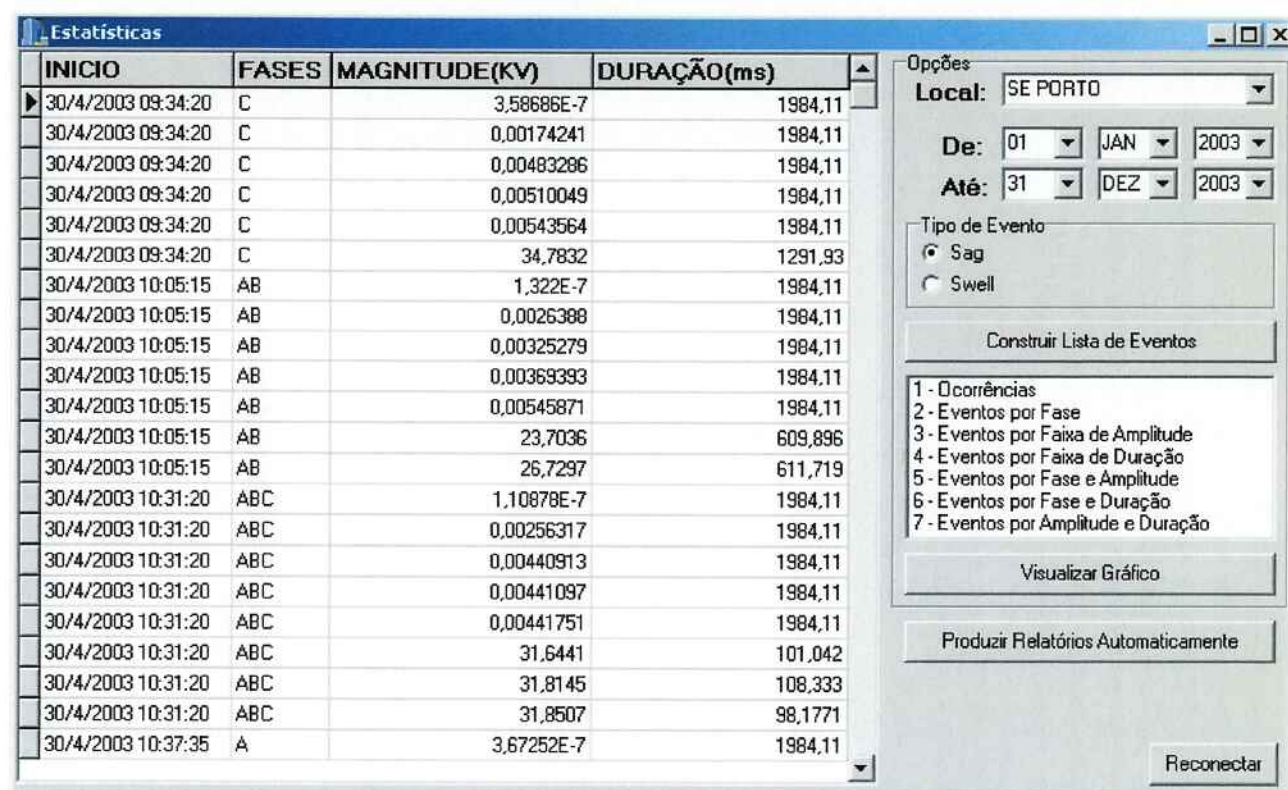 Estatísticas
INICIO FASES MAGNITUDE(KV) DURAÇÃO(ms)
30/4/2003 09:34:20 C 3,58686E-7 1984,11
30/4/2003 09:34:20 C 0,00174241 1984,11
30/4/2003 09:34:20 C 0,00483286 1984,11
30/4/2003 09:34:20 C 0,00510049 1984,11
30/4/2003 09:34:20 C 0,00543564 1984,11
30/4/2003 09:34:20 C 34,7832 1291,93
30/4/2003 10:05:15 AB 1,322E-7 1984,11
30/4/2003 10:05:15 AB 0,0026388 1984,11
30/4/2003 10:05:15 AB 0,00325279 1984,11
30/4/2003 10:05:15 AB 0,00369393 1984,11
30/4/2003 10:05:15 AB 0,00545871 1984,11
30/4/2003 10:05:15 AB 23,7036 609,896
30/4/2003 10:05:15 AB 26,7297 611,719
30/4/2003 10:31:20 ABC 1,10878E-7 1984,11
30/4/2003 10:31:20 ABC 0,00256317 1984,11
30/4/2003 10:31:20 ABC 0,00440913 1984,11
30/4/2003 10:31:20 ABC 0,00441097 1984,11
30/4/2003 10:31:20 ABC 0,00441751 1984,11
30/4/2003 10:31:20 ABC 31,6441 101,042
30/4/2003 10:31:20 ABC 31,8145 108,333
30/4/2003 10:31:20 ABC 31,8507 98,1771
30/4/2003 10:37:35 A 3,67252E-7 1984,11
Opções
Local: SE PORTO
De: 01 JAN 2003
Até: 31 DEZ 2003
Tipo de Evento
Sag
Swell
Construir Lista de Eventos
1 - Ocorrências
2 - Eventos por Fase
3 - Eventos por Faixa de Amplitude
4 - Eventos por Faixa de Duração
5 - Eventos por Fase e Amplitude
6 - Eventos por Fase e Duração
7 - Eventos por Amplitude e Duração
Visualizar Gráfico
Produzir Relatórios Automaticamente
Reconectar